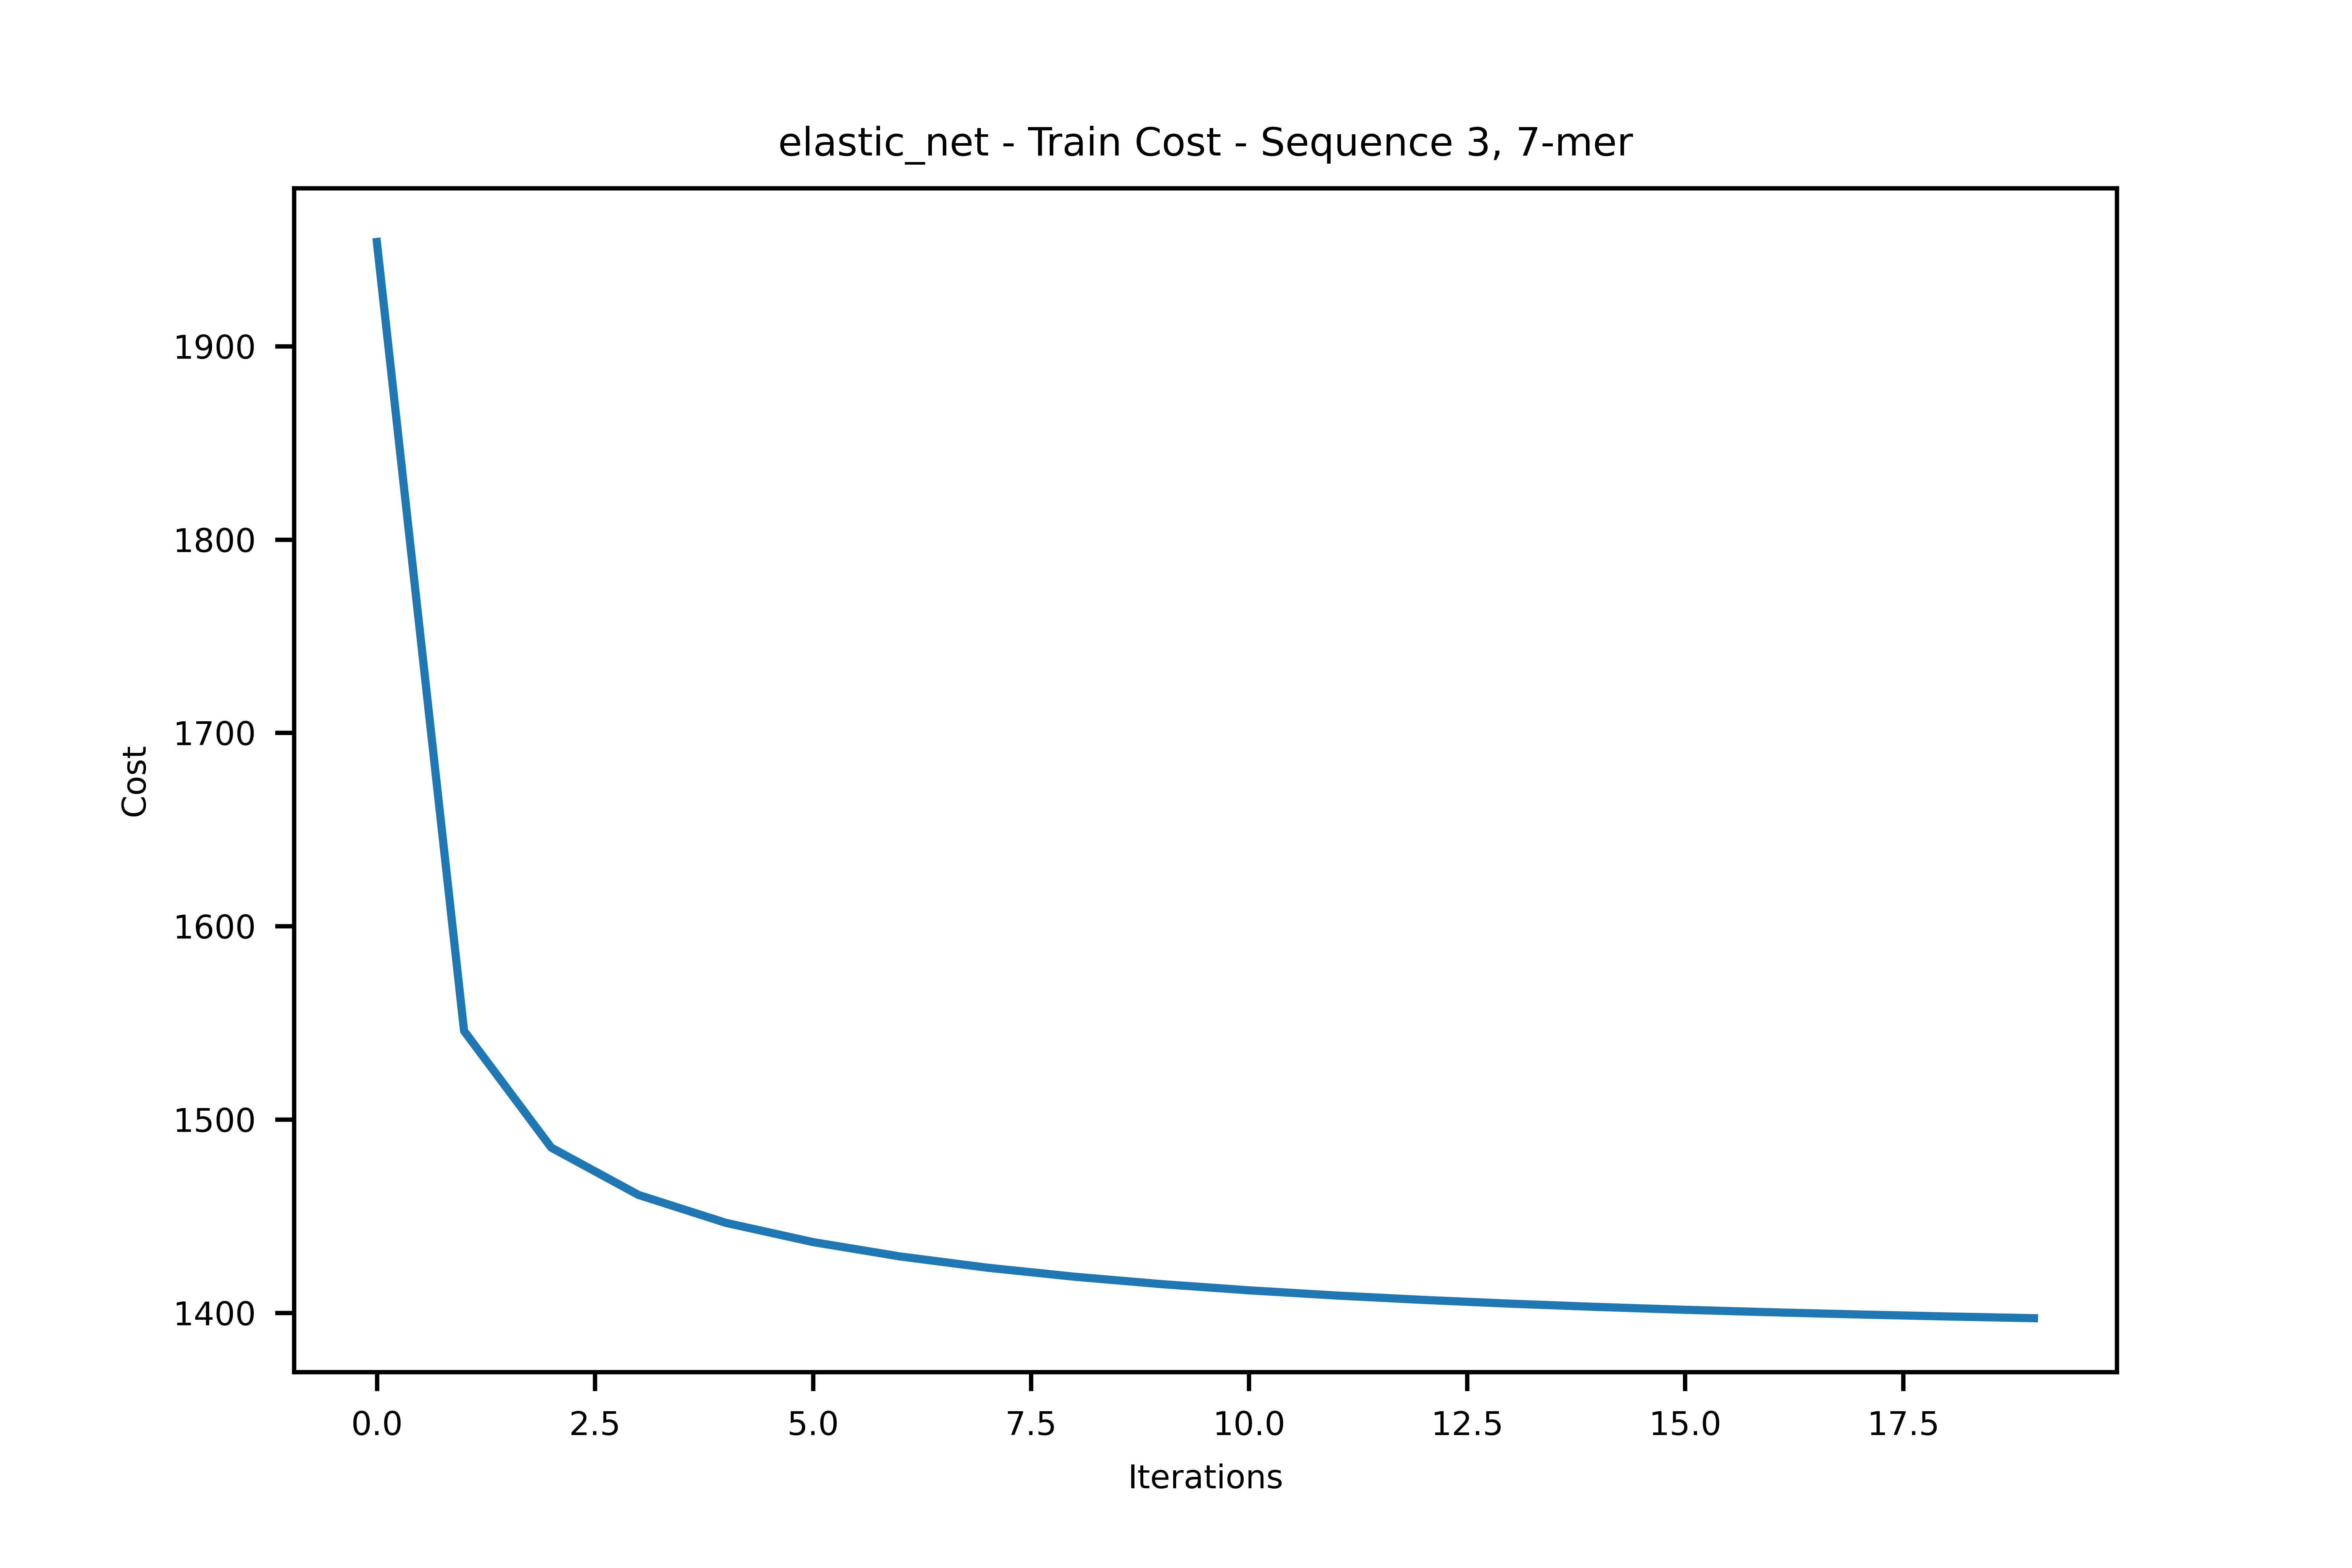 elastic_net - Train Cost - Sequence 3, 7-mer
1900
1800
1700
1600
1500
1400
Cost
0.0 2.5 5.0 7.5 10.0 12.5 15.0 17.5
Iterations